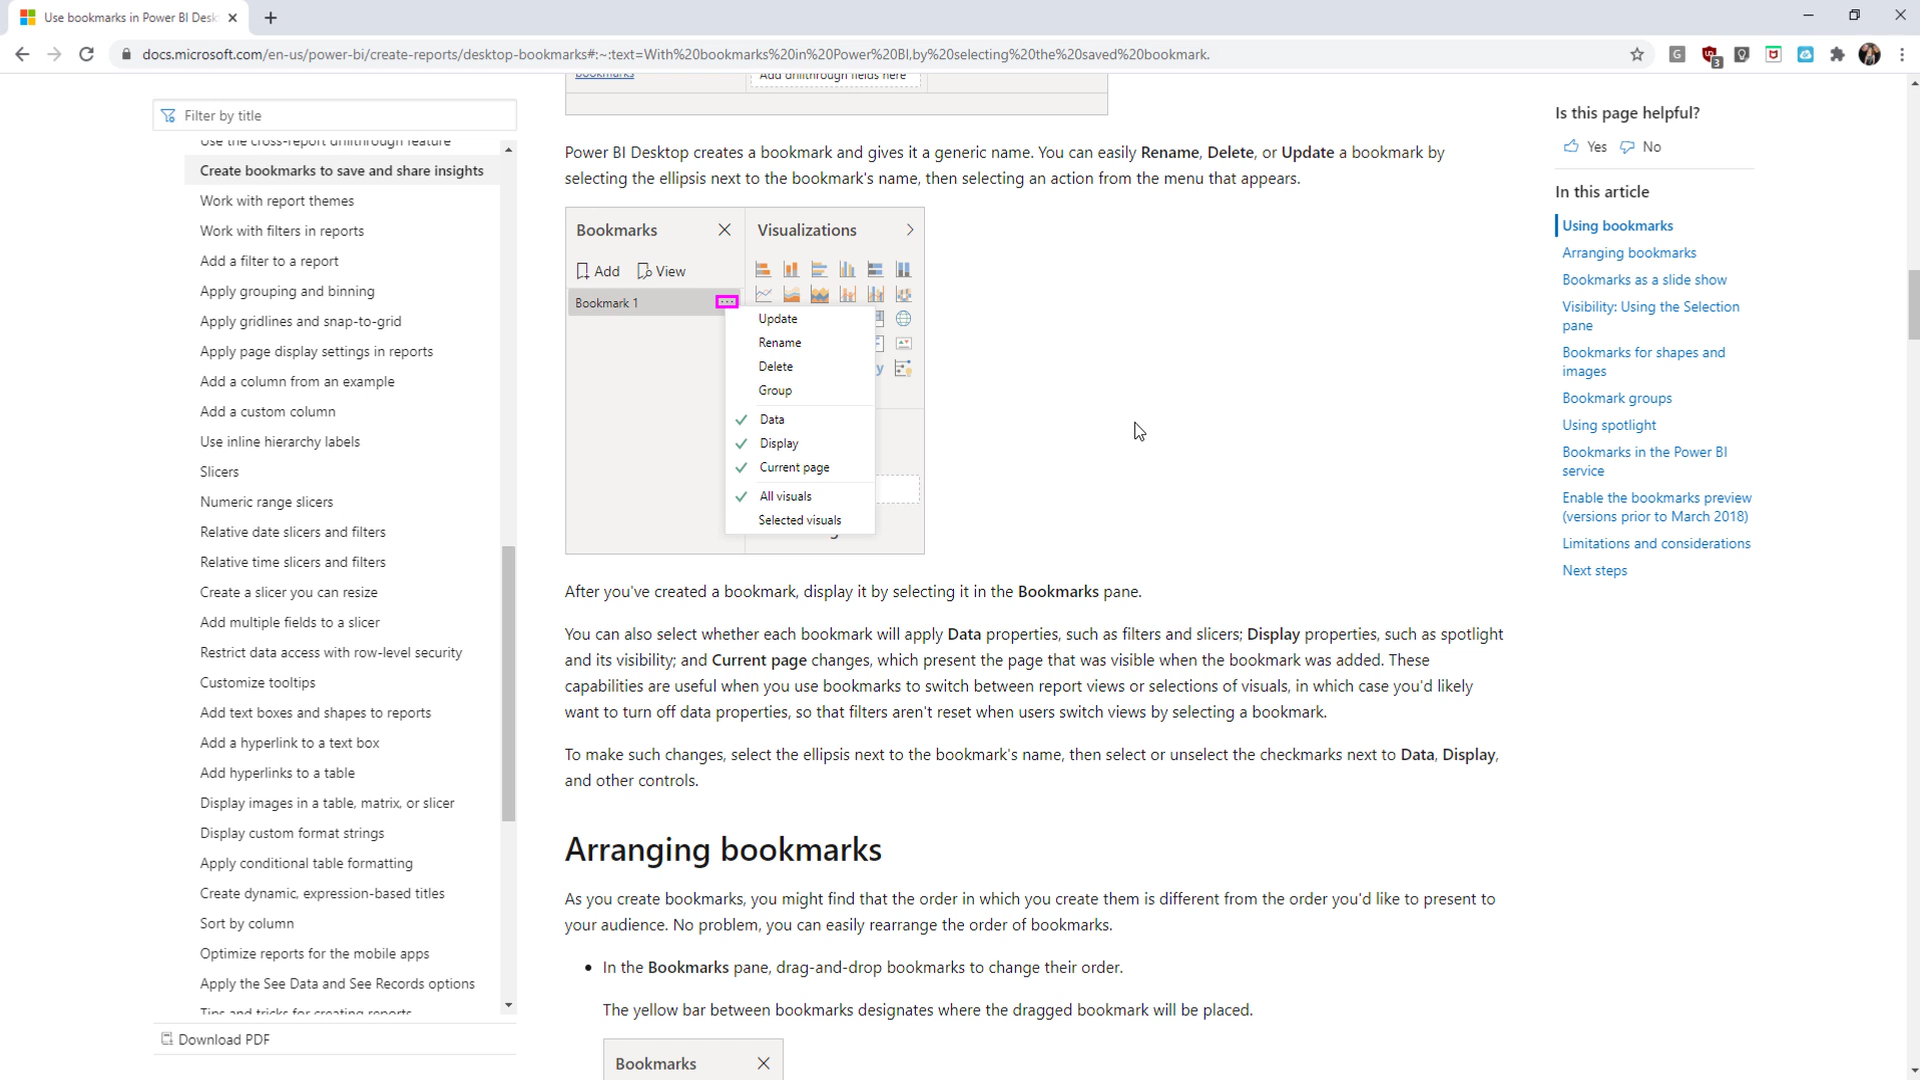 Use bookmarks in Power BI Desk
docs.microsoft.com/en-us/power-bi/create-reports/desktop-bookmarks#:~:text=With%20bookmarks%20in%20Power%20BI,by%20selecting%20the%20saved%20bookmark.
3
Filter by title
Use the cross-report drillthrough feature
Create bookmarks to save and share insights
Work with report themes
Work with filters in reports
Add a filter to a report
Apply grouping and binning
Apply gridlines and snap-to-grid
Apply page display settings in reports
Add a column from an example
Add a custom column
Use inline hierarchy labels
Slicers
Numeric range slicers
Relative date slicers and filters
Relative time slicers and filters
Create a slicer you can resize
Add multiple fields to a slicer
Restrict data access with row-level security
Customize tooltips
Add text boxes and shapes to reports
Add a hyperlink to a text box
Add hyperlinks to a table
Display images in a table, matrix, or slicer
Display custom format strings
Apply conditional table formatting
Create dynamic, expression-based titles
Sort by column
Optimize reports for the mobile apps
Apply the See Data and See Records options
Tips and tricks for creating reports
Download PDF
bookmarks
Add drillthrough fields here
Power BI Desktop creates a bookmark and gives it a generic name. You can easily Rename, Delete, or Update a bookmark by
selecting the ellipsis next to the bookmark's name, then selecting an action from the menu that appears.
Bookmarks
Visualizations
Add
View
Bookmark 1
Update
Rename
Delete
Group
Data
Display
Current page
All visuals
Selected visuals
After you've created a bookmark, display it by selecting it in the Bookmarks pane.
You can also select whether each bookmark will apply Data properties, such as filters and slicers; Display properties, such as spotlight
and its visibility; and Current page changes, which present the page that was visible when the bookmark was added. These
capabilities are useful when you use bookmarks to switch between report views or selections of visuals, in which case you'd likely
want to turn off data properties, so that filters aren't reset when users switch views by selecting a bookmark.
To make such changes, select the ellipsis next to the bookmark's name, then select or unselect the checkmarks next to Data, Display,
and other controls.
Arranging bookmarks
As you create bookmarks, you might find that the order in which you create them is different from the order you'd like to present to
your audience. No problem, you can easily rearrange the order of bookmarks.
• In the Bookmarks pane, drag-and-drop bookmarks to change their order.
The yellow bar between bookmarks designates where the dragged bookmark will be placed.
Bookmarks
Is this page helpful?
Yes
No
In this article
Using bookmarks
Arranging bookmarks
Bookmarks as a slide show
Visibility: Using the Selection
pane
Bookmarks for shapes and
images
Bookmark groups
Using spotlight
Bookmarks in the Power BI
service
Enable the bookmarks preview
(versions prior to March 2018)
Limitations and considerations
Next steps